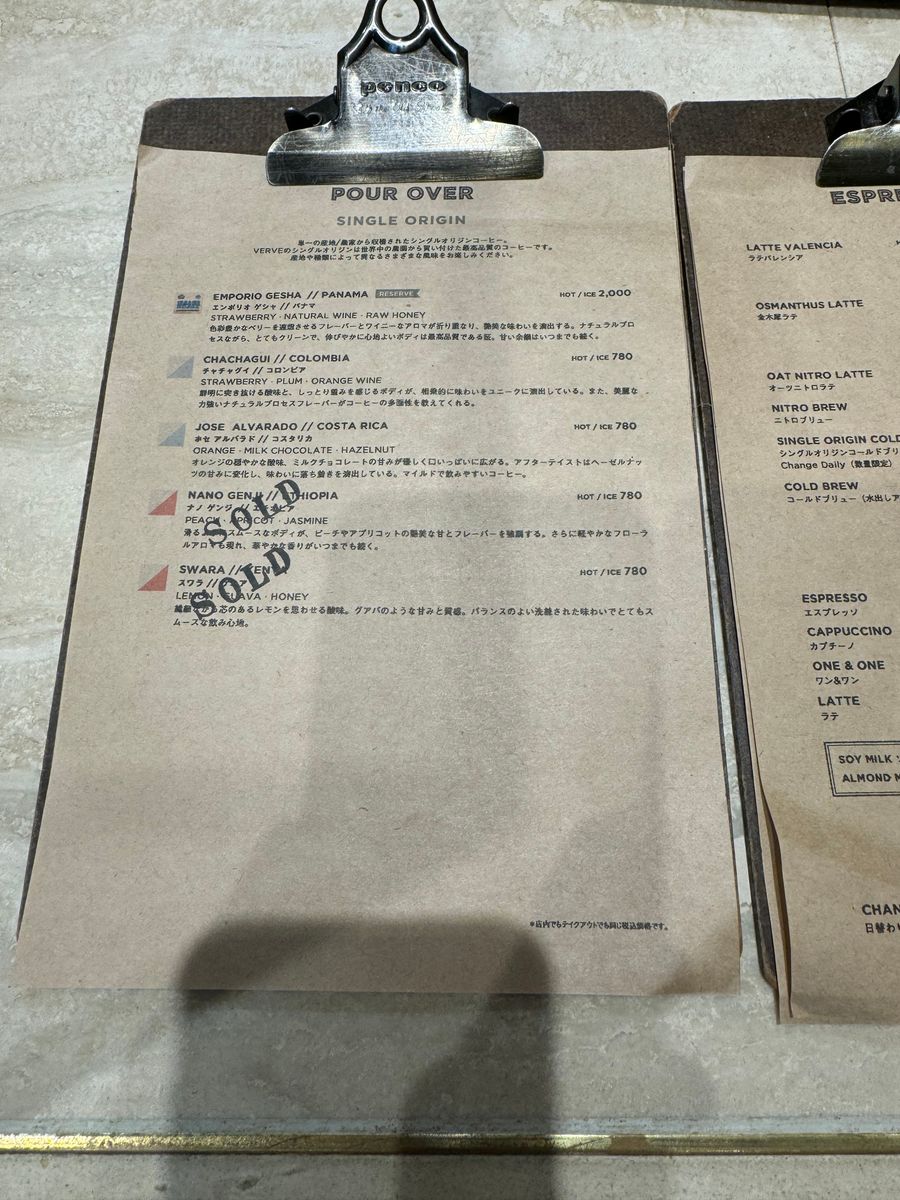 penco
POUR OVER
SINGLE ORIGIN
単一の産地/農家から収穫されたシングルオリジンコーヒー。
VERVEのシングルオリジンは世界中の農園から買い付けた最高品質のコーヒーです。
産地や種類によって異なるさまざまな風味をお楽しみください。
EMPORIO GESHA // PANAMA RESERVE HOT / ICE 2,000
エンポリオ ゲシャ // パナマ
STRAWBERRY · NATURAL WINE · RAW HONEY
色彩豊かなベリーを連想させるフレーバーとワイニーなアロマが折り重なり、艶美な味わいを演出する。ナチュラルプロ
セスながら、とてもクリーンで、伸びやかに心地よいボディは最高品質である証。甘い余韻はいつまでも続く。
CHACHAGUI // COLOMBIA HOT / ICE 780
チャチャグイ // コロンビア
STRAWBERRY · PLUM · ORANGE WINE
鮮明に突き抜ける酸味と、しっとり重みを感じるボディが、相乗的に味わいをユニークに演出している。また、美麗な
力強いナチュラルプロセスフレーバーがコーヒーの多面性を教えてくれる。
JOSE ALVARADO // COSTA RICA HOT / ICE 780
ホセ アルバラド // コスタリカ
ORANGE · MILK CHOCOLATE · HAZELNUT
オレンジの穏やかな酸味、ミルクチョコレートの甘みが優しく口いっぱいに広がる。アフターテイストはヘーゼルナッ
ツの甘みに変化し、味わいに落ち着きを演出している。マイルドで飲みやすいコーヒー。
NANO GENJI // ETHIOPIA HOT / ICE 780
ナノ ゲンジ // エチオピア
SOLD
PEACH · APRICOT · JASMINE
滑る スムースなボディが、ピーチやアプリコットの艶美な甘とフレーバーを強調する。さらに軽やかなフローラ
ルアロマも現れ、華やかな香りがいつまでも続く。
SWARA // KENYA HOT / ICE 780
スワラ // ケニア
SOLD
LEMON · GUAVA · HONEY
繊細 芯のあるレモンを思わせる酸味。グアバのような甘みと質感。バランスのよい洗練された味わいでとてもス
ムースな飲み心地。
*店内でもテイクアウトでも同じ税込価格です。
ESPRE
LATTE VALENCIA
ラテバレンシア
OSMANTHUS LATTE
金木犀ラテ
OAT NITRO LATTE
オーツニトロラテ
NITRO BREW
ニトロブリュー
SINGLE ORIGIN COLD
シングルオリジンコールドブリ
Change Daily（数量限定）
COLD BREW
コールドブリュー（水出しア
ESPRESSO
エスプレッソ
CAPPUCCINO
カプチーノ
ONE & ONE
ワン&ワン
LATTE
ラテ
SOY MILK
ALMOND M
CHAN
日替わり